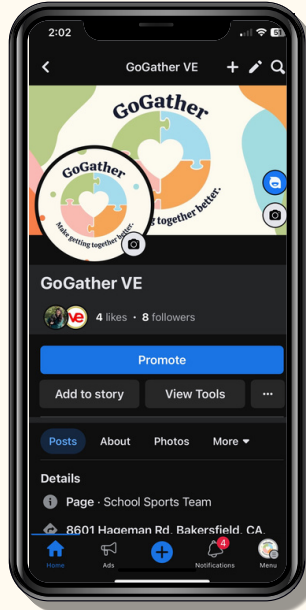 2:02
51
GoGather VE
GoGather
together better.
GoGather
Make getting together better.
GoGather VE
ve
4 likes • 8 followers
Promote
Add to story
View Tools
Posts About Photos More
Details
Page · School Sports Team
8601 Hageman Rd, Bakersfield, CA,
4
Home
Ads
Notifications
Menu